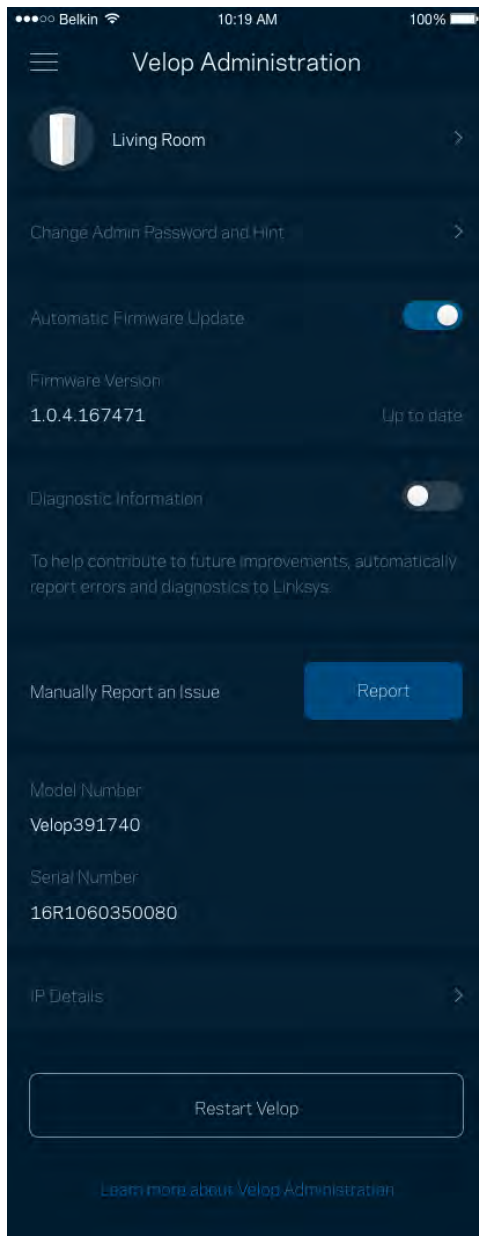 Belkin 10:19 AM 100%
Velop Administration
Living Room
Change Admin Password and Hint
Automatic Firmware Update
Firmware Version
1.0.4.167471 Up to date
Diagnostic Information
To help contribute to future improvements, automatically
report errors and diagnostics to Linksys.
Manually Report an Issue Report
Model Number
Velop391740
Serial Number
16R1060350080
IP Details
Restart Velop
Learn more about Velop Administration